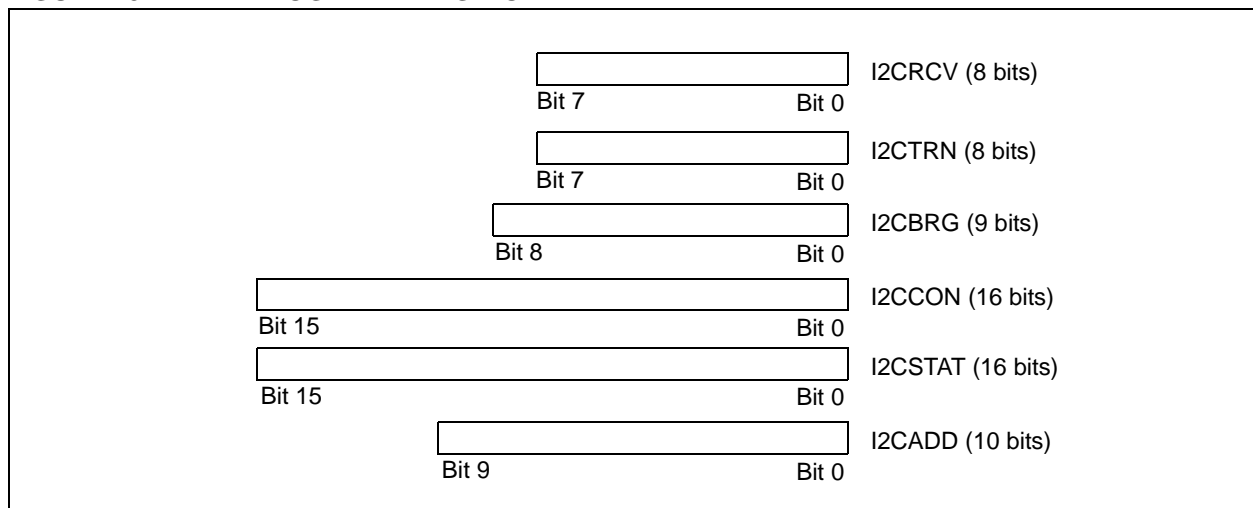 I2CRCV (8 bits)
Bit 7 Bit 0
I2CTRN (8 bits)
Bit 7 Bit 0
I2CBRG (9 bits)
Bit 8 Bit 0
I2CCON (16 bits)
Bit 15 Bit 0
I2CSTAT (16 bits)
Bit 15 Bit 0
I2CADD (10 bits)
Bit 9 Bit 0